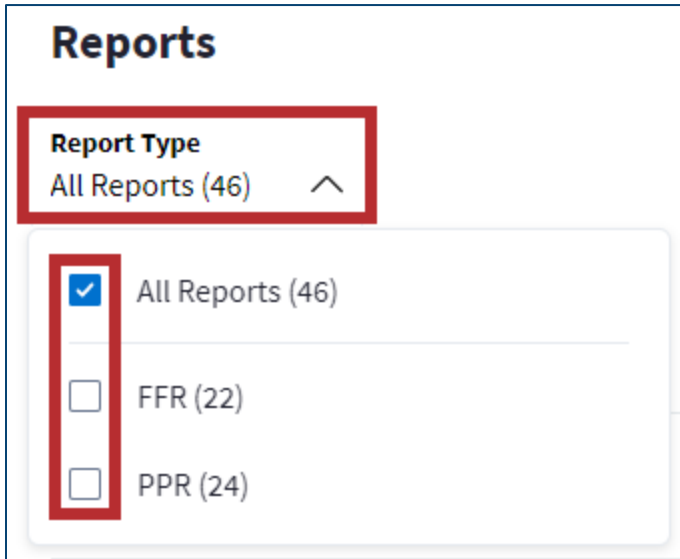 Reports
Report Type
All Reports (46)
All Reports (46)
FFR (22)
PPR (24)